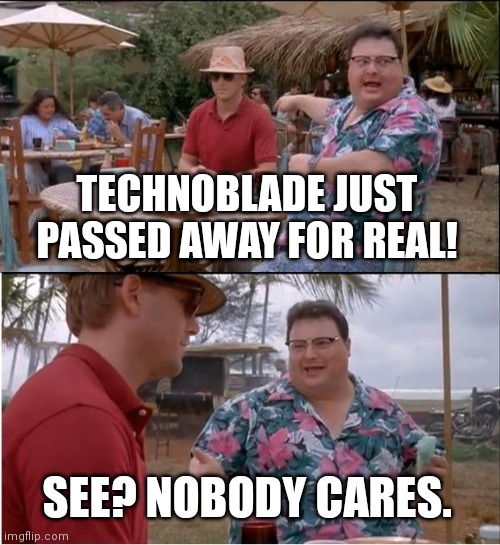 TECHNOBLADE JUST
PASSED AWAY FOR REAL!
SEE? NOBODY CARES.
imgflip.com